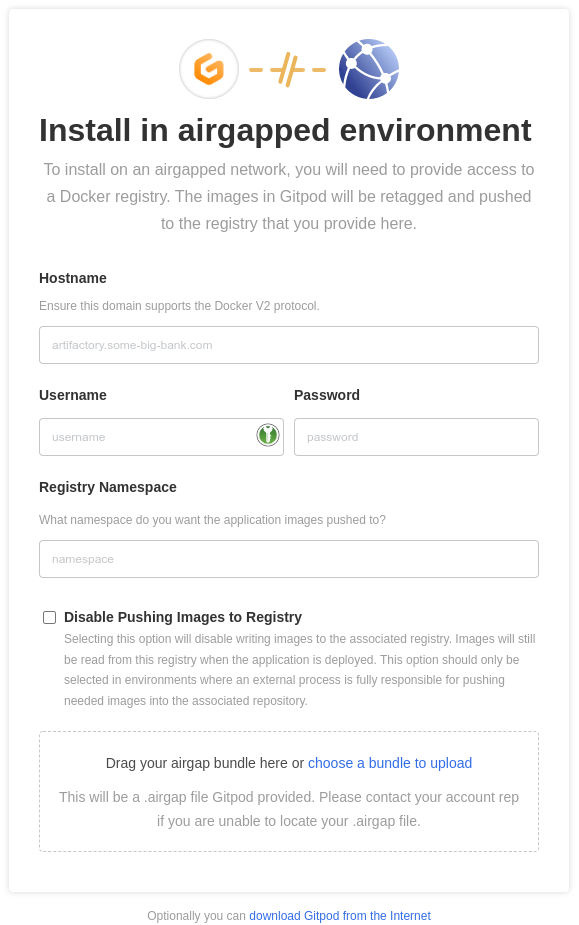 Install in airgapped environment
To install on an airgapped network, you will need to provide access to
a Docker registry. The images in Gitpod will be retagged and pushed
to the registry that you provide here.
Hostname
Ensure this domain supports the Docker V2 protocol.
artifactory.some-big-bank.com
Username
Password
username
password
Registry Namespace
What namespace do you want the application images pushed to?
namespace
Disable Pushing Images to Registry
Selecting this option will disable writing images to the associated registry. Images will still
be read from this registry when the application is deployed. This option should only be
selected in environments where an external process is fully responsible for pushing
needed images into the associated repository.
Drag your airgap bundle here or choose a bundle to upload
This will be a .airgap file Gitpod provided. Please contact your account rep
if you are unable to locate your .airgap file.
Optionally you can download Gitpod from the Internet